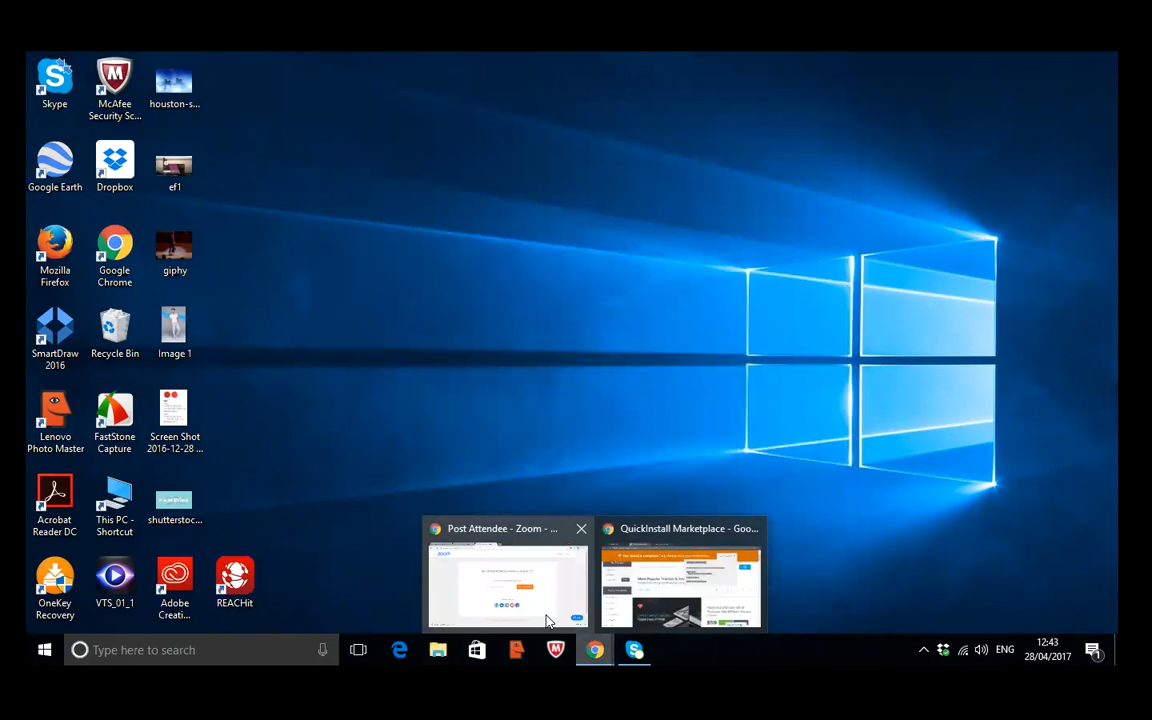 Skype
McAfee
Security Sc...
houston-s...
Google Earth
Dropbox
ef1
Mozilla
Firefox
Google
Chrome
giphy
SmartDraw
2016
Recycle Bin
Image 1
Lenovo
Photo Master
FastStone
Capture
Screen Shot
2016-12-28 ...
Acrobat
Reader DC
This PC -
Shortcut
shutterstoc...
OneKey
Recovery
VTS_01_1
Adobe
Creati...
REACHit
Post Attendee - Zoom - ...
QuickInstall Marketplace - Goo...
zoom
$59
Type here to search
ENG
12:43
28/04/2017
1